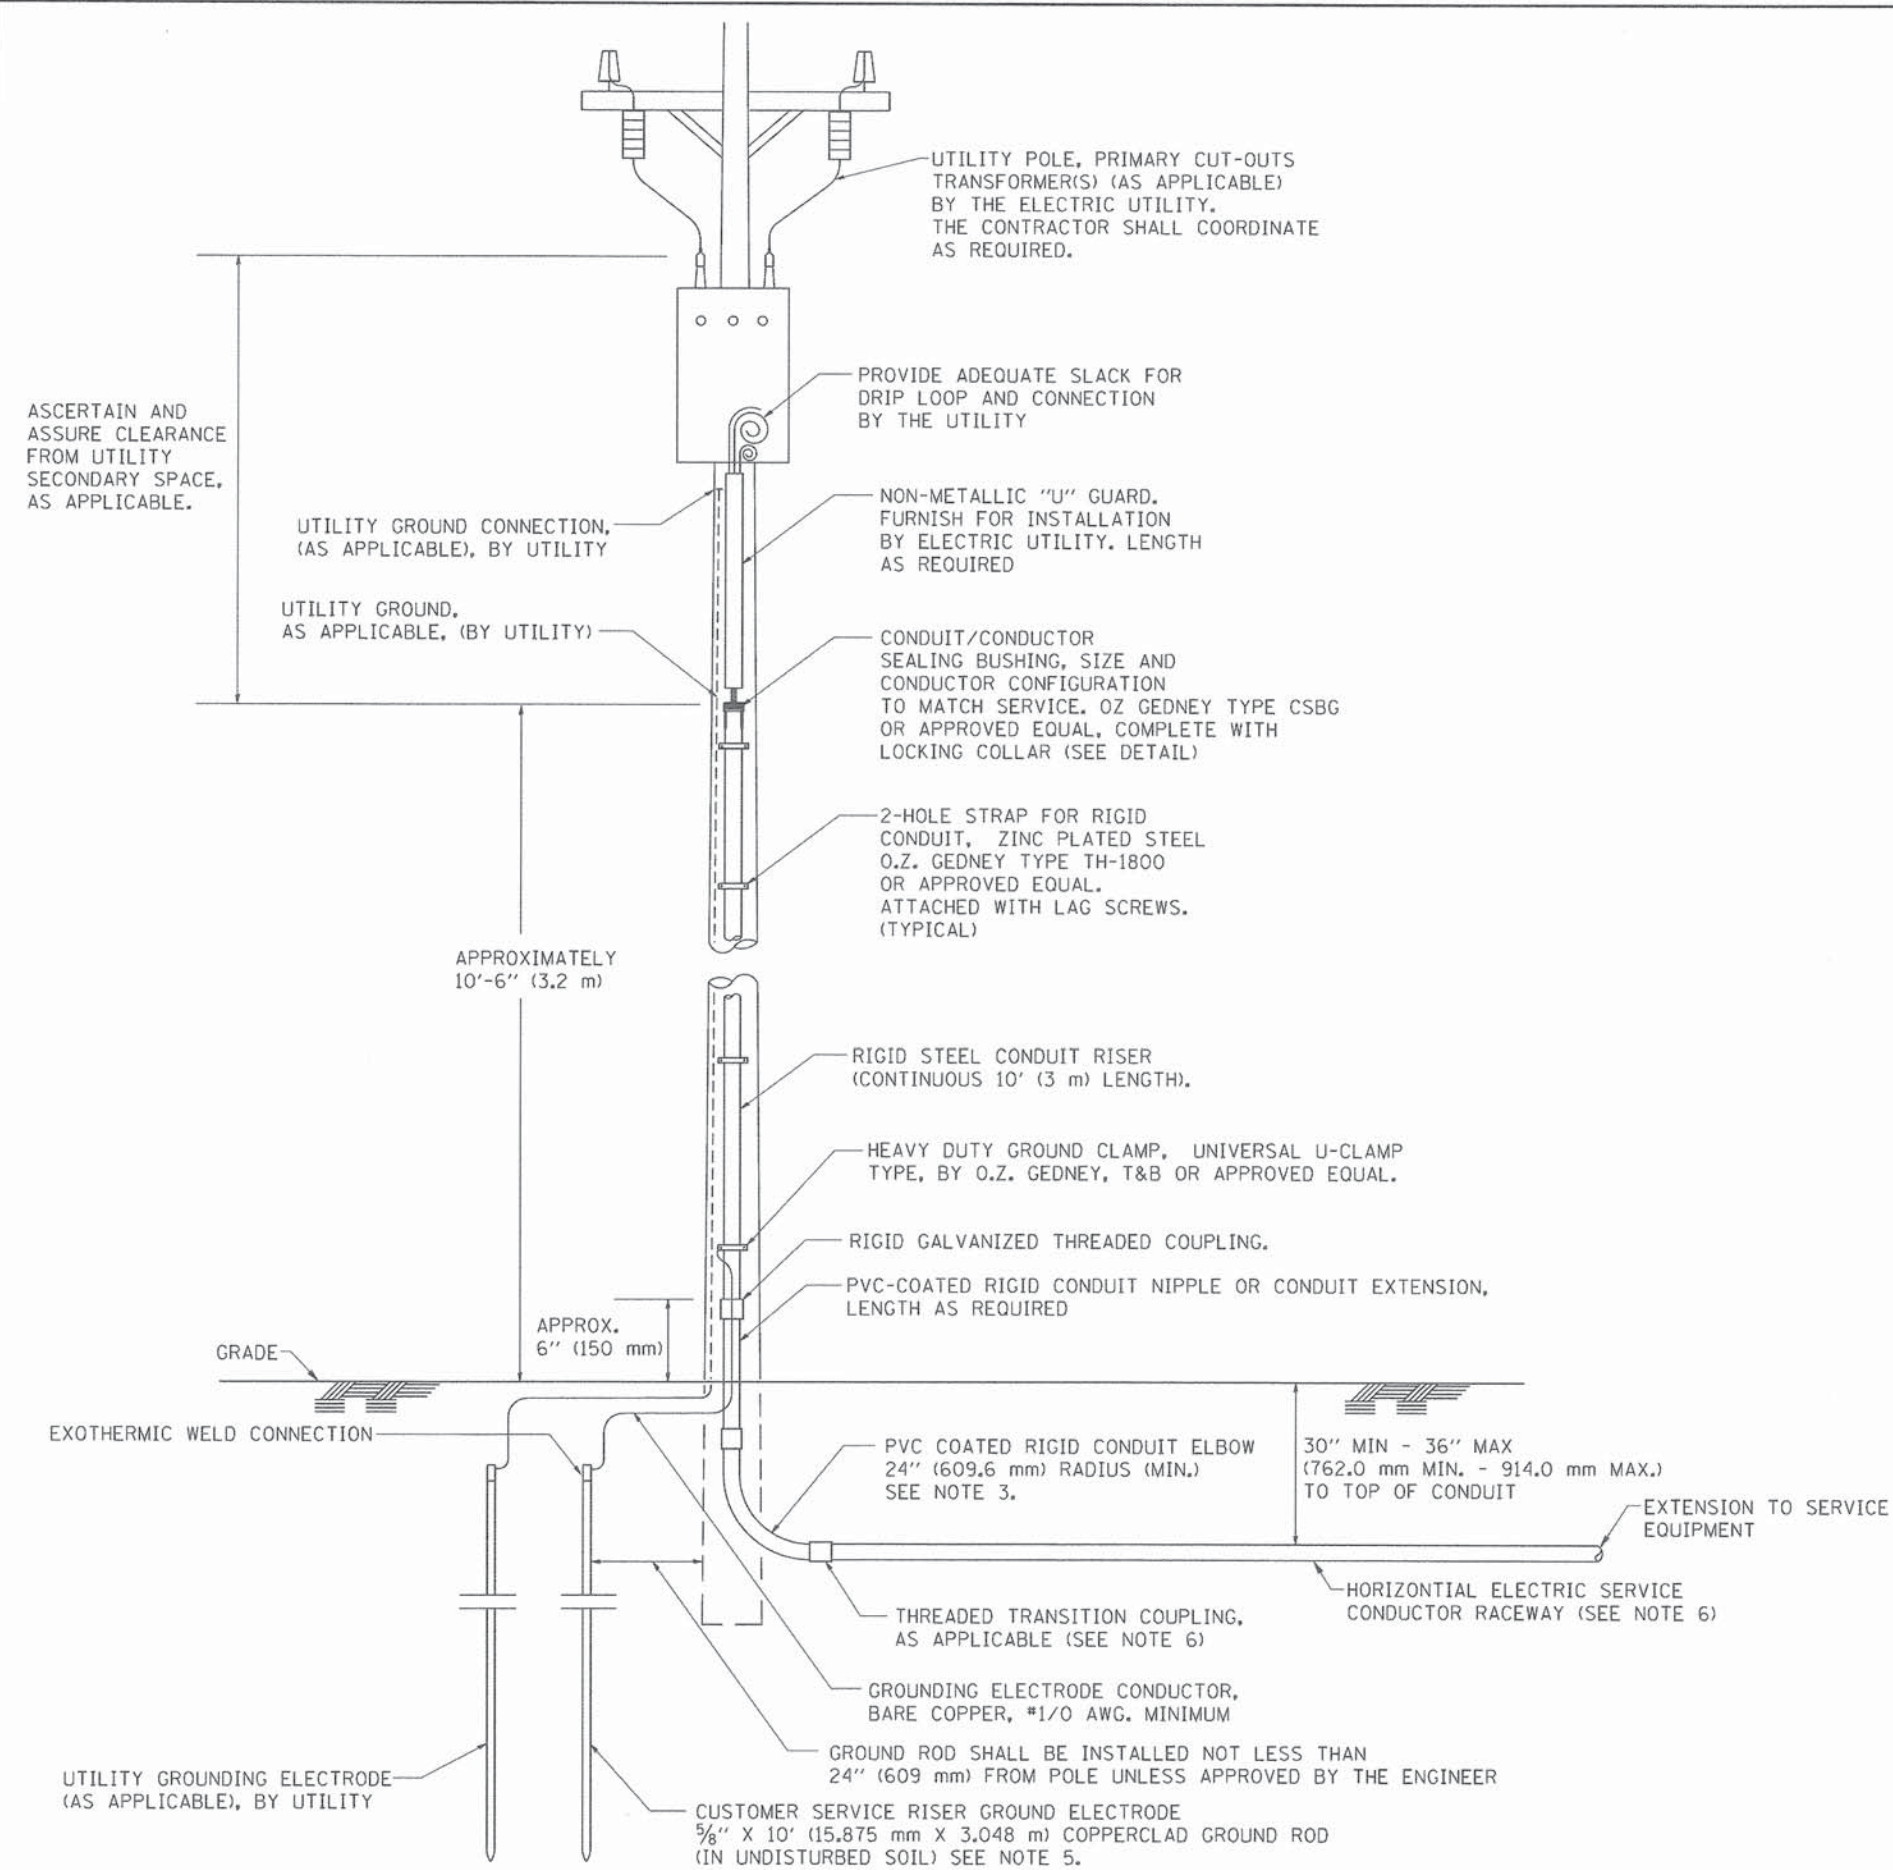 UTILITY POLE, PRIMARY CUT-OUTS
TRANSFORMER(S) (AS APPLICABLE)
BY THE ELECTRIC UTILITY.
THE CONTRACTOR SHALL COORDINATE
AS REQUIRED.
PROVIDE ADEQUATE SLACK FOR
DRIP LOOP AND CONNECTION
BY THE UTILITY
ASCERTAIN AND
ASSURE CLEARANCE
FROM UTILITY
SECONDARY SPACE,
AS APPLICABLE.
NON-METALLIC "U" GUARD.
FURNISH FOR INSTALLATION
BY ELECTRIC UTILITY. LENGTH
AS REQUIRED
UTILITY GROUND CONNECTION,
(AS APPLICABLE), BY UTILITY
UTILITY GROUND,
AS APPLICABLE, (BY UTILITY)
CONDUIT/CONDUCTOR
SEALING BUSHING, SIZE AND
CONDUCTOR CONFIGURATION
TO MATCH SERVICE. OZ GEDNEY TYPE CSBG
OR APPROVED EQUAL, COMPLETE WITH
LOCKING COLLAR (SEE DETAIL)
2-HOLE STRAP FOR RIGID
CONDUIT, ZINC PLATED STEEL
O.Z. GEDNEY TYPE TH-1800
OR APPROVED EQUAL.
ATTACHED WITH LAG SCREWS.
(TYPICAL)
APPROXIMATELY
10'-6" (3.2 m)
RIGID STEEL CONDUIT RISER
(CONTINUOUS 10' (3 m) LENGTH).
HEAVY DUTY GROUND CLAMP, UNIVERSAL U-CLAMP
TYPE, BY O.Z. GEDNEY, T&B OR APPROVED EQUAL.
RIGID GALVANIZED THREADED COUPLING.
PVC-COATED RIGID CONDUIT NIPPLE OR CONDUIT EXTENSION,
LENGTH AS REQUIRED
APPROX.
6" (150 mm)
GRADE
EXOTHERMIC WELD CONNECTION
PVC COATED RIGID CONDUIT ELBOW
24" (609.6 mm) RADIUS (MIN.)
SEE NOTE 3.
30" MIN - 36" MAX
(762.0 mm MIN. - 914.0 mm MAX.)
TO TOP OF CONDUIT
EXTENSION TO SERVICE
EQUIPMENT
HORIZONTIAL ELECTRIC SERVICE
CONDUCTOR RACEWAY (SEE NOTE 6)
THREADED TRANSITION COUPLING,
AS APPLICABLE (SEE NOTE 6)
GROUNDING ELECTRODE CONDUCTOR,
BARE COPPER, #1/0 AWG. MINIMUM
GROUND ROD SHALL BE INSTALLED NOT LESS THAN
24" (609 mm) FROM POLE UNLESS APPROVED BY THE ENGINEER
UTILITY GROUNDING ELECTRODE
(AS APPLICABLE), BY UTILITY
CUSTOMER SERVICE RISER GROUND ELECTRODE
⅝" X 10' (15.875 mm X 3.048 m) COPPERCLAD GROUND ROD
(IN UNDISTURBED SOIL) SEE NOTE 5.